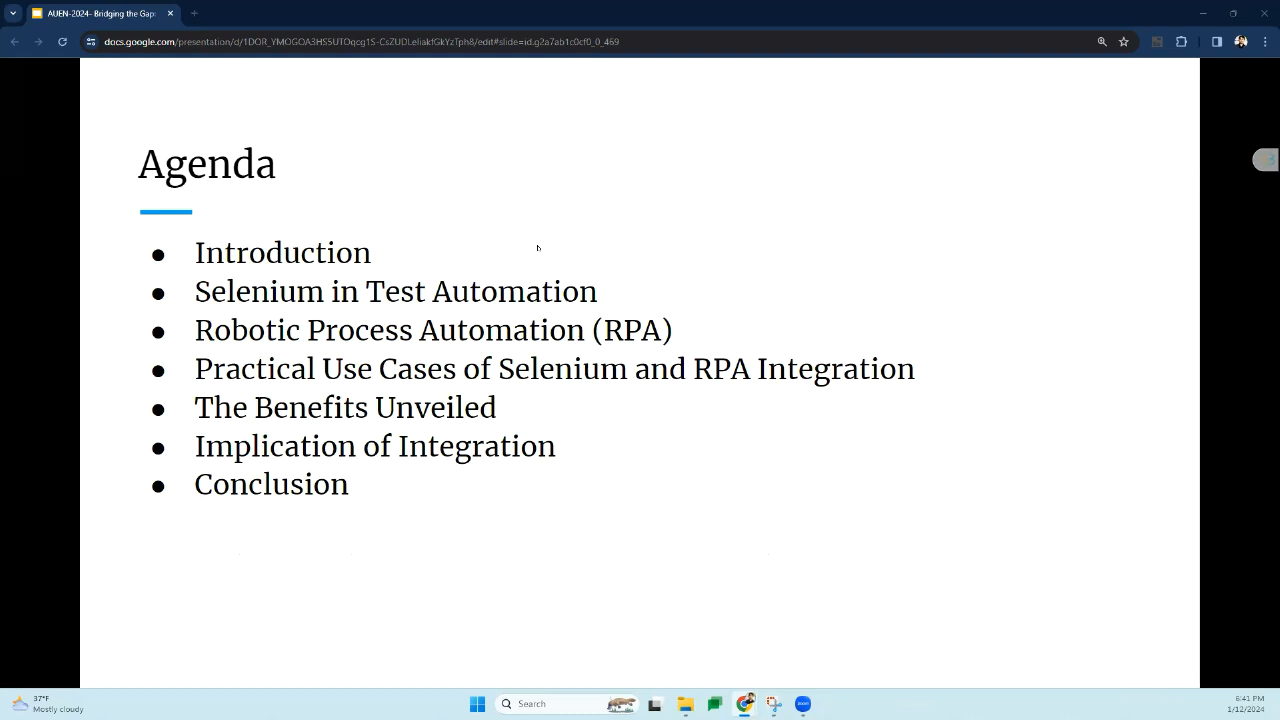 AUEN-2024- Bridging the Gap:
docs.google.com/presentation/d/1DOR_YMOGOA3HS5UTOqcg1S-CsZUDLeliakfGkYzTph8/edit#slide=id.g2a7ab1c0cf0_0_469
Agenda
Introduction
Selenium in Test Automation
Robotic Process Automation (RPA)
Practical Use Cases of Selenium and RPA Integration
The Benefits Unveiled
Implication of Integration
Conclusion
37°F
Mostly cloudy
Search
zoom
6:41 PM
1/12/2024